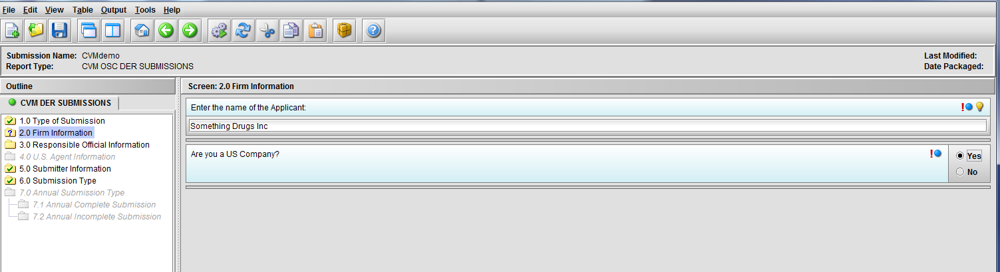 File Edit View Table Output Tools Help
Submission Name: CVMdemo
Last Modified:
Report Type: CVM OSC DER SUBMISSIONS
Date Packaged:
Outline
Screen: 2.0 Firm Information
CVM DER SUBMISSIONS
1.0 Type of Submission
2.0 Firm Information
3.0 Responsible Official Information
4.0 U.S. Agent Information
5.0 Submitter Information
6.0 Submission Type
7.0 Annual Submission Type
7.1 Annual Complete Submission
7.2 Annual Incomplete Submission
Enter the name of the Applicant:
Something Drugs Inc
Are you a US Company?
Yes
No